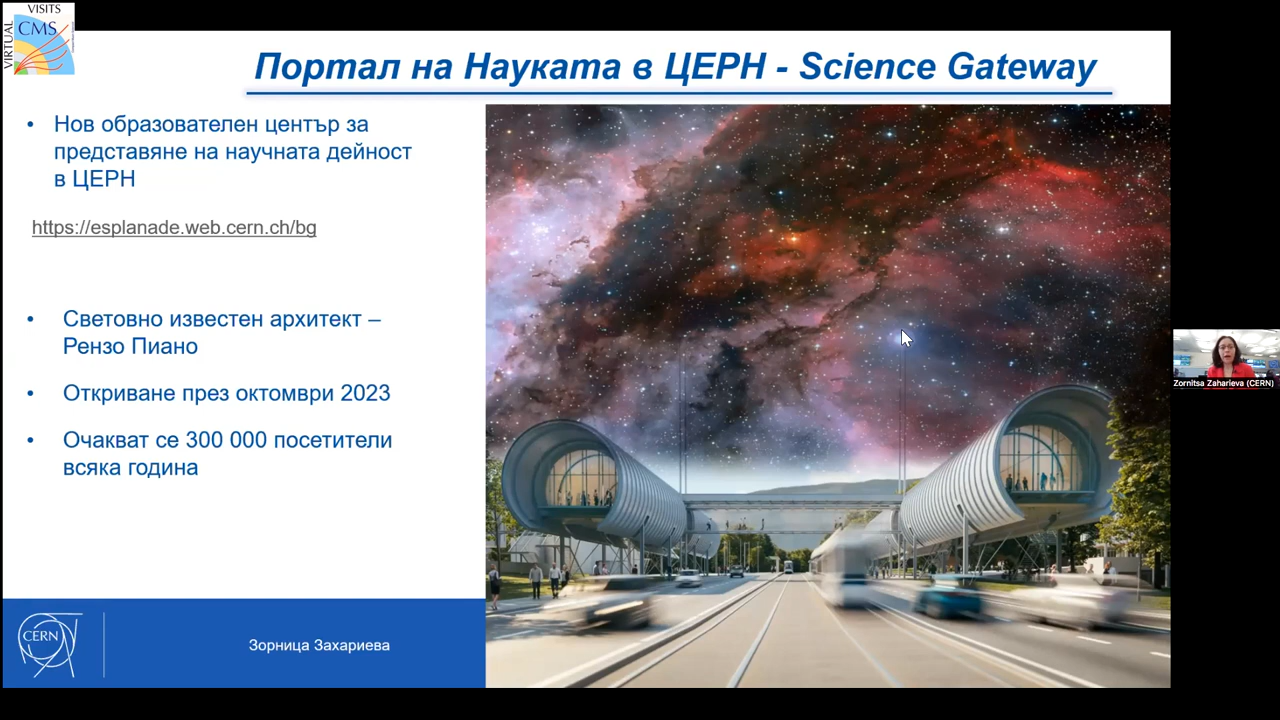 VISITS
VIRTUAL
CMS
Портал на Науката в ЦЕРН - Science Gateway
• Нов образователен център за
представяне на научната дейност
в ЦЕРН
https://esplanade.web.cern.ch/bg
• Световно известен архитект –
Рензо Пиано
• Откриване през октомври 2023
• Очакват се 300 000 посетители
всяка година
Zornitsa Zaharieva (CERN)
CERN
Зорница Захариева